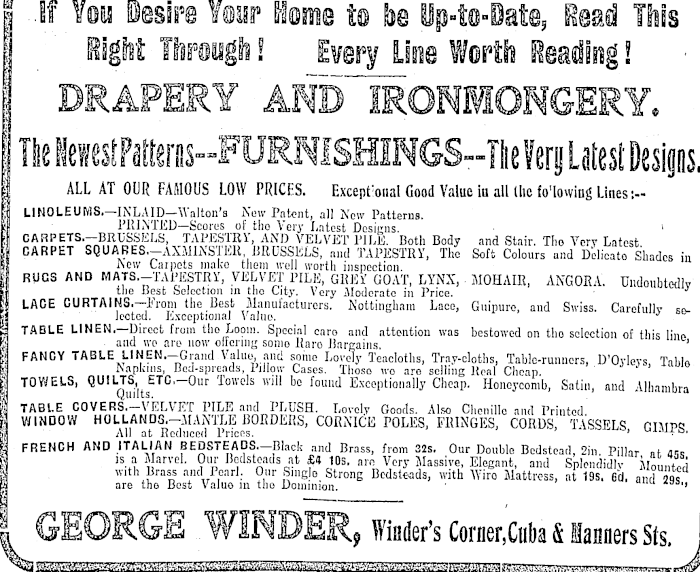 If You Desire Your Home to be Up-to-Date, Read This
Right Through! Every Line Worth Reading!
DRAPERY AND IRONMONGERY.
The Newest Patterns--FURNISHINGS--The Very Latest Designs.
ALL AT OUR FAMOUS LOW PRICES. Exceptional Good Value in all the following Lines:--
LINOLEUMS.—INLAID—Walton's New Patent, all New Patterns.
PRINTED—Scores of the Very Latest Designs.
CARPETS.—BRUSSELS, TAPESTRY, AND VELVET PILE. Both Body and Stair. The Very Latest.
CARPET SQUARES.—AXMINSTER, BRUSSELS, and TAPESTRY, The Soft Colours and Delicate Shades in
New Carpets make them well worth inspection.
RUGS AND MATS.—TAPESTRY, VELVET PILE, GREY GOAT, LYNX, MOHAIR, ANGORA. Undoubtedly
the Best Selection in the City. Very Moderate in Price.
LACE CURTAINS.—From the Best Manufacturers. Nottingham Lace, Guipure, and Swiss. Carefully se-
lected. Exceptional Value.
TABLE LINEN.—Direct from the Loom. Special care and attention was bestowed on the selection of this line,
and we are now offering some Rare Bargains.
FANCY TABLE LINEN.—Grand Value, and some Lovely Teacloths, Tray-cloths, Table-runners, D'Oyleys, Table
Napkins, Bed-spreads, Pillow Cases. Those we are selling Real Cheap.
TOWELS, QUILTS, ETC.—Our Towels will be found Exceptionally Cheap. Honeycomb, Satin, and Alhambra
Quilts.
TABLE COVERS.—VELVET PILE and PLUSH. Lovely Goods. Also Chenille and Printed.
WINDOW HOLLANDS.—MANTLE BORDERS, CORNICE POLES, FRINGES, CORDS, TASSELS, GIMPS.
All at Reduced Prices.
FRENCH AND ITALIAN BEDSTEADS.—Black and Brass, from 32s. Our Double Bedstead, 2in. Pillar, at 45s.
is a Marvel. Our Bedsteads at £4 10s. are Very Massive, Elegant, and Splendidly Mounted
with Brass and Pearl. Our Single Strong Bedsteads, with Wire Mattress, at 19s. 6d. and 29s.,
are the Best Value in the Dominion.
GEORGE WINDER, Winder's Corner, Cuba & Manners Sts.